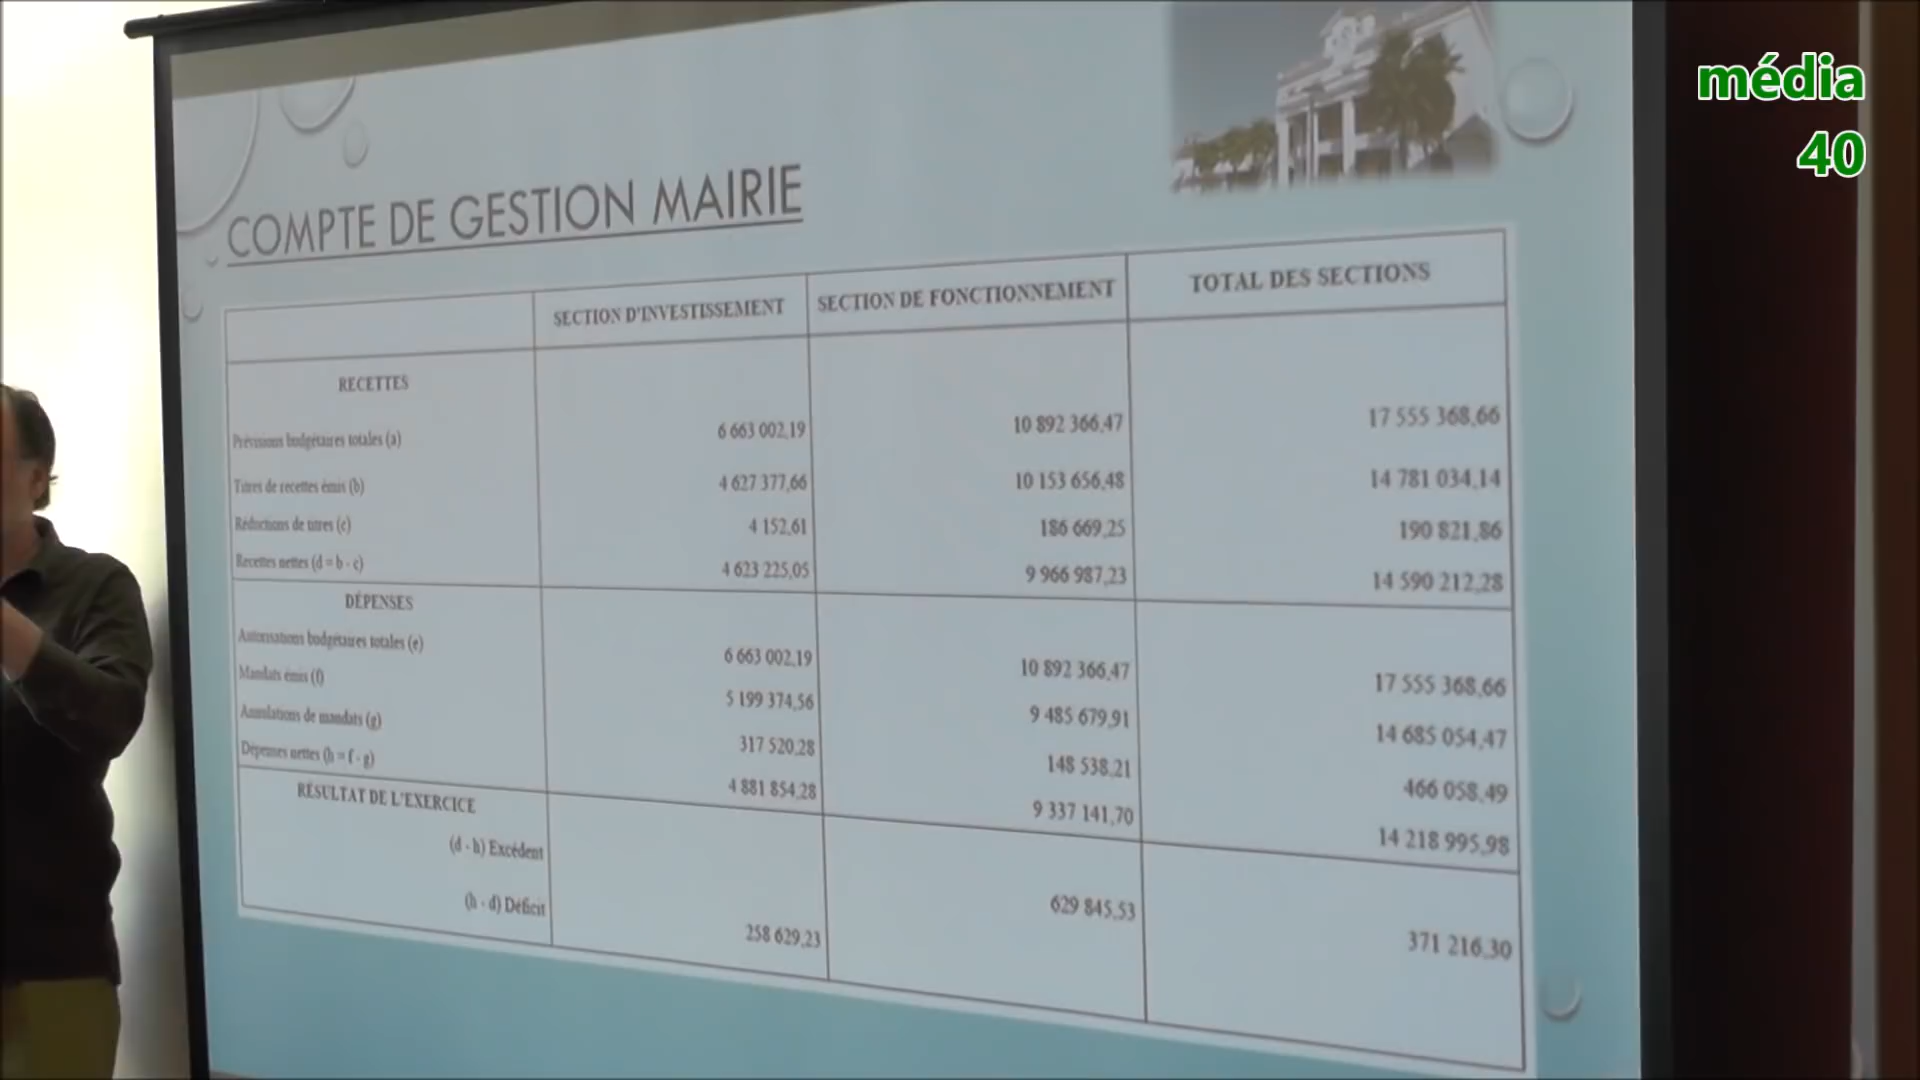 média
40
COMPTE DE GESTION MAIRIE
SECTION D'INVESTISSEMENT SECTION DE FONCTIONNEMENT TOTAL DES SECTIONS
RECETTES
Prévisions budgétaires totales (a) 6 663 002,19 10 892 366,47 17 555 368,66
Titres de recettes émis (b) 4 627 377,66 10 153 656,48 14 781 034,14
Réductions de titres (c) 4 152,61 186 669,25 190 821,86
Recettes nettes (d = b - c) 4 623 225,05 9 966 987,23 14 590 212,28
DÉPENSES
Autorisations budgétaires totales (e) 6 663 002,19 10 892 366,47 17 555 368,66
Mandats émis (f) 5 199 374,56 9 485 679,91 14 685 054,47
Annulations de mandats (g) 317 520,28 148 538,21 466 058,49
Dépenses nettes (h = f - g) 4 881 854,28 9 337 141,70 14 218 995,98
RÉSULTAT DE L'EXERCICE
(d - h) Excédent 629 845,53 371 216,30
(h - d) Déficit 258 629,23